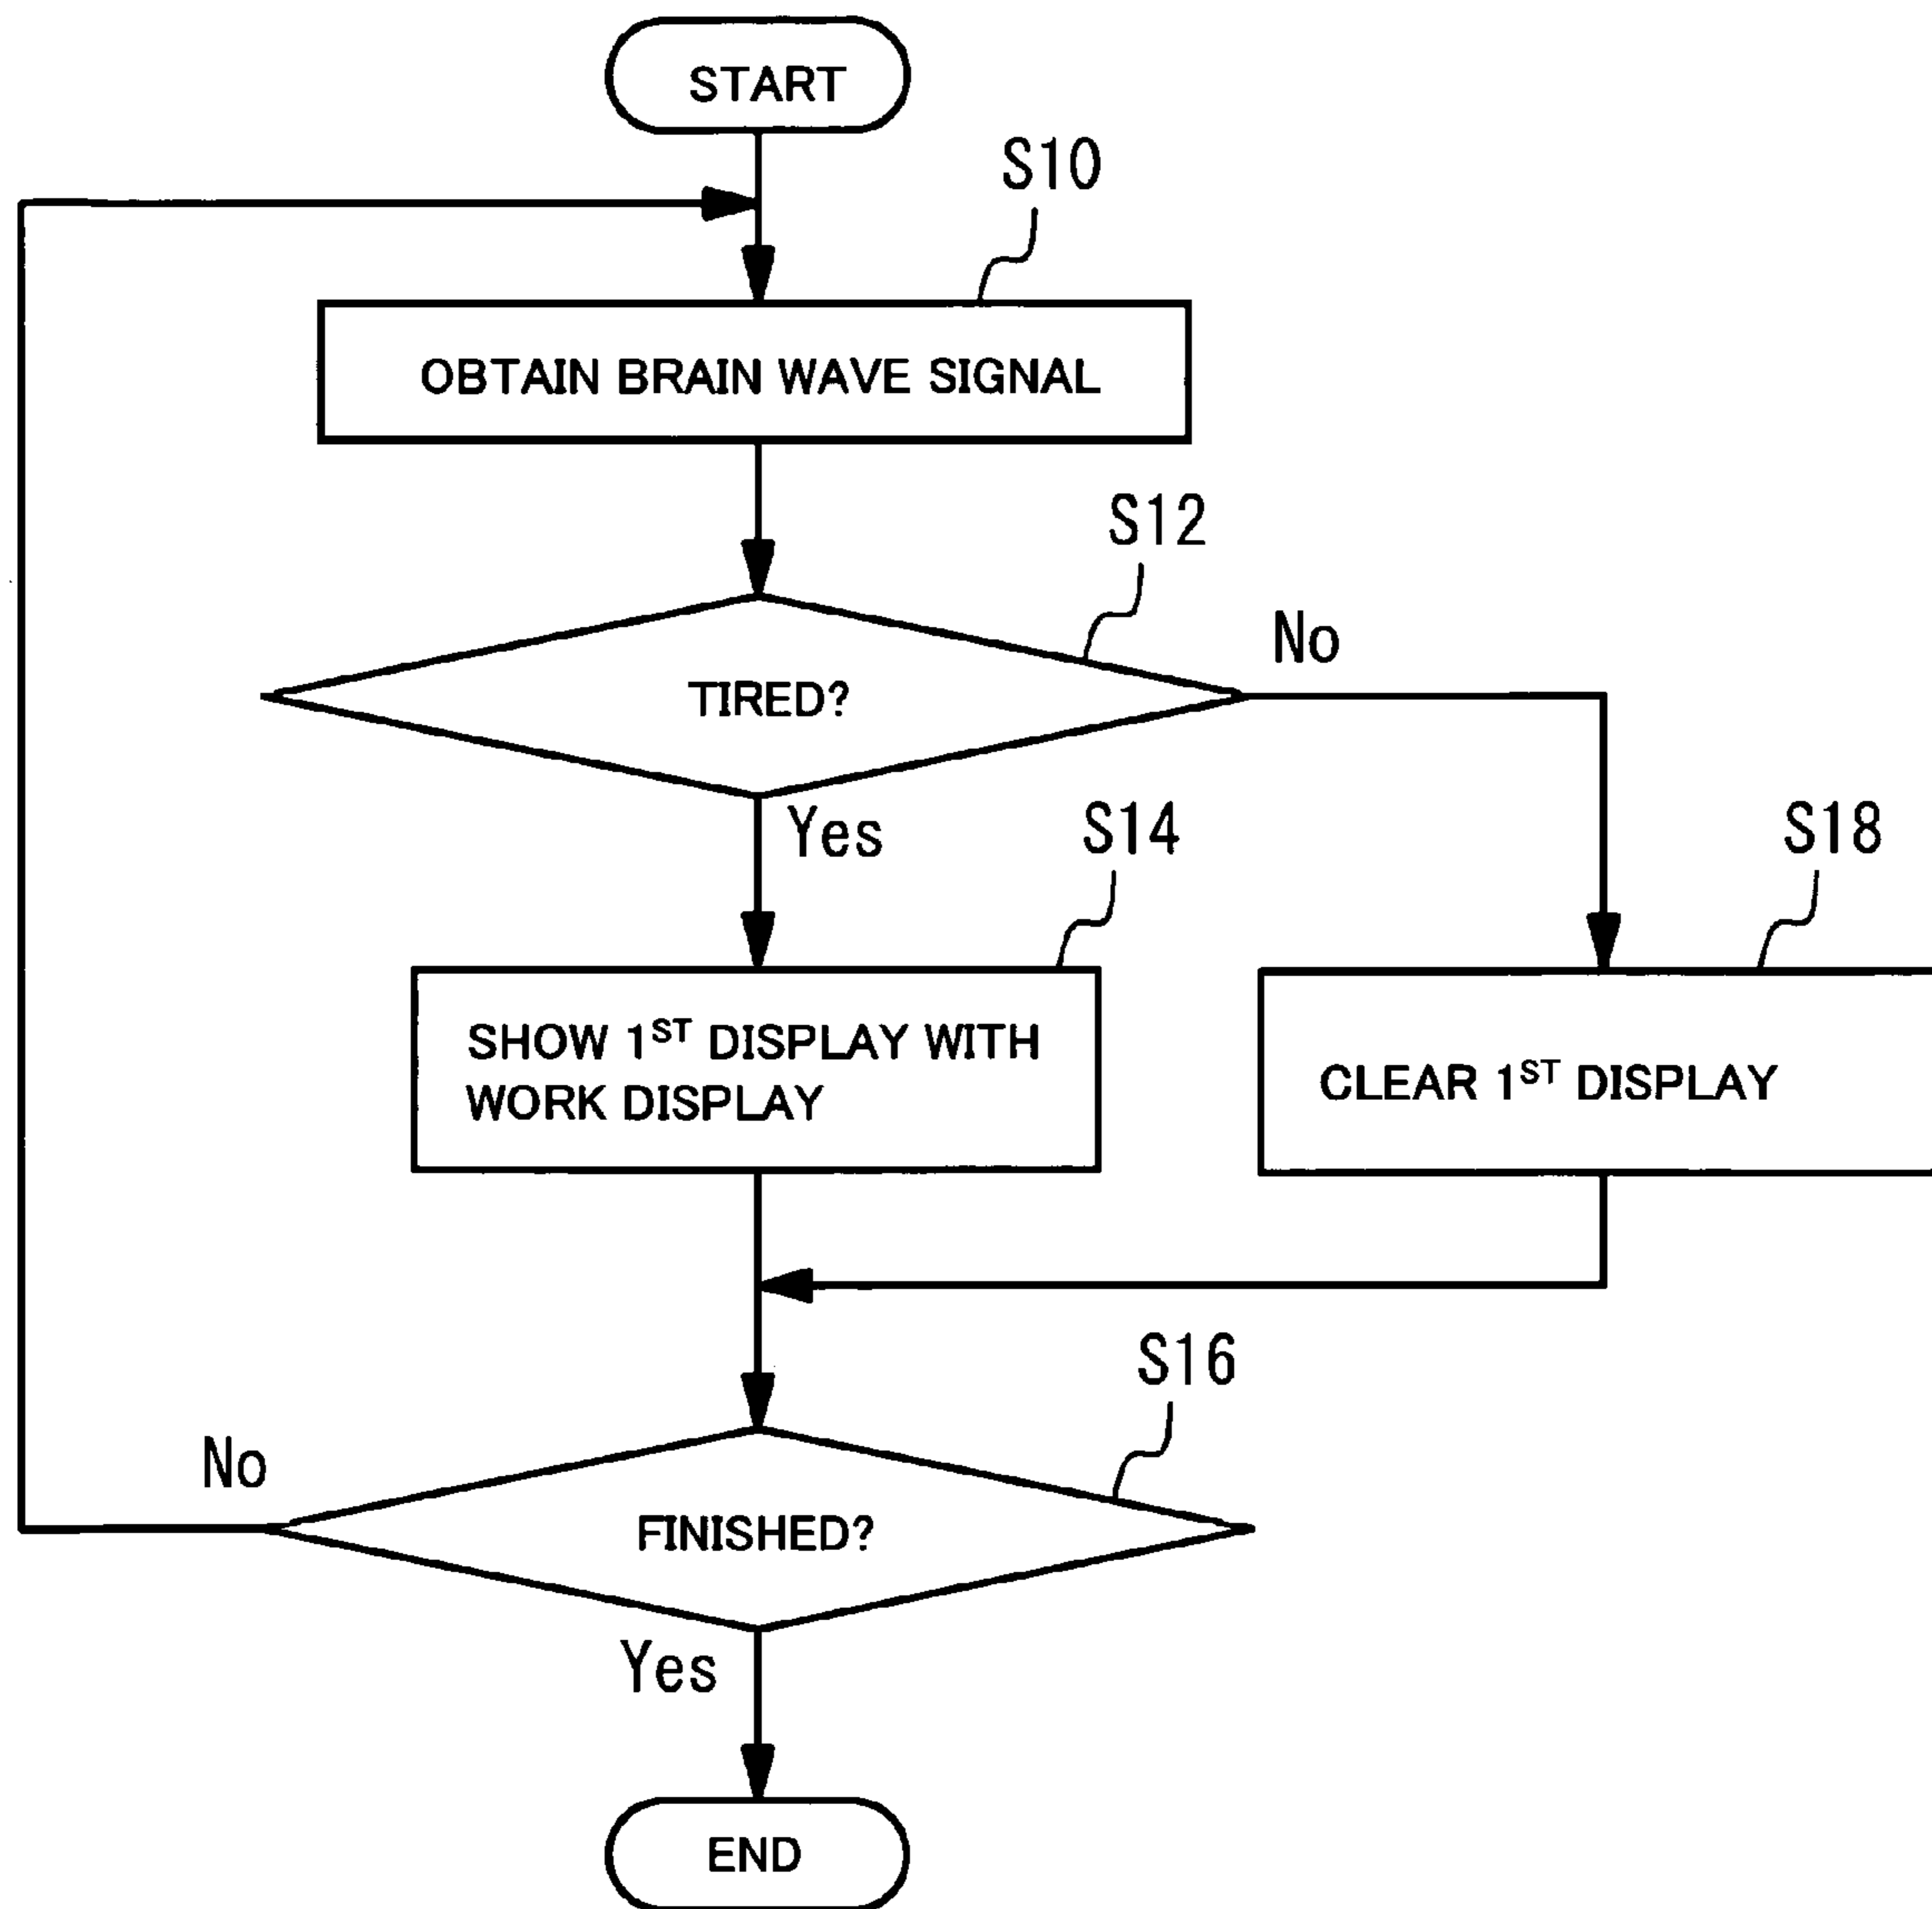 START
S10
OBTAIN BRAIN WAVE SIGNAL
S12
No
TIRED?
Yes
S14
S18
SHOW 1ST DISPLAY WITH
WORK DISPLAY
CLEAR 1ST DISPLAY
S16
No
FINISHED?
Yes
END